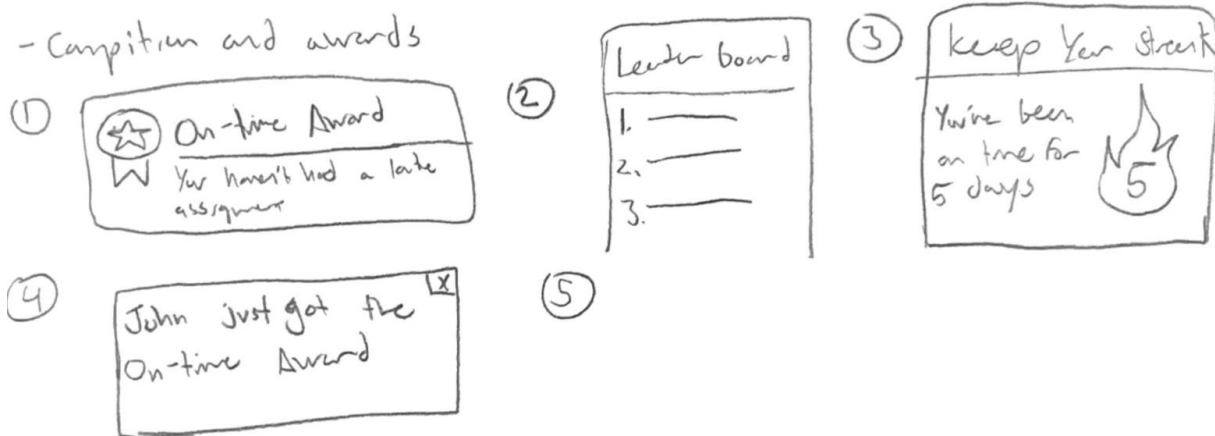 - Campitian and awards
①
On-time Award
You haven't had a late
assignment
②
Leader board
1.
2.
3.
③
Keep Your Streak
You've been
on time for
5 days
5
④
X
John just got the
On-time Award
⑤